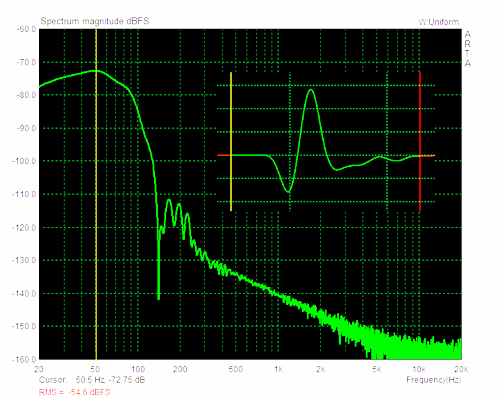 Spectrum magnitude dBFS W:Uniform
-60.0
A
R
T
A
-70.0
-80.0
-90.0
-100.0
-110.0
-120.0
-130.0
-140.0
-150.0
-160.0
20 50 100 200 500 1K 2K 5K 10K 20K
Cursor: 50.5 Hz, -72.75 dB Frequency(Hz)
RMS = -54.6 dBFS